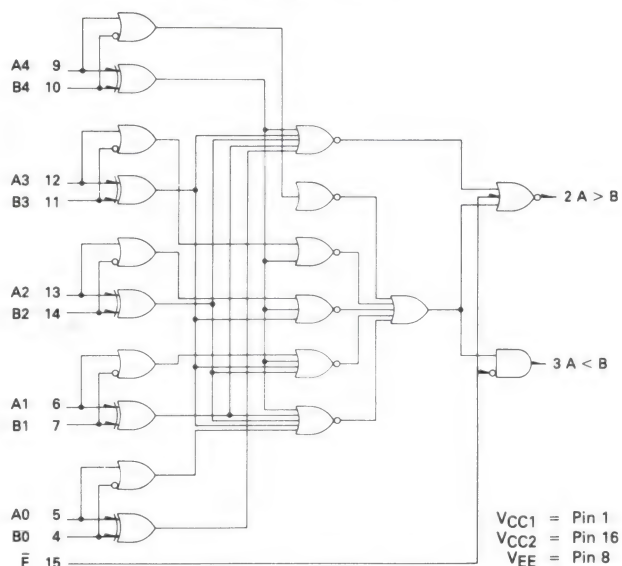 A4 9
B4 10
A3 12
B3 11
2 A > B
A2 13
B2 14
3 A < B
A1 6
B1 7
A0 5
B0 4
E̅ 15
VCC1 = Pin 1
VCC2 = Pin 16
VEE = Pin 8